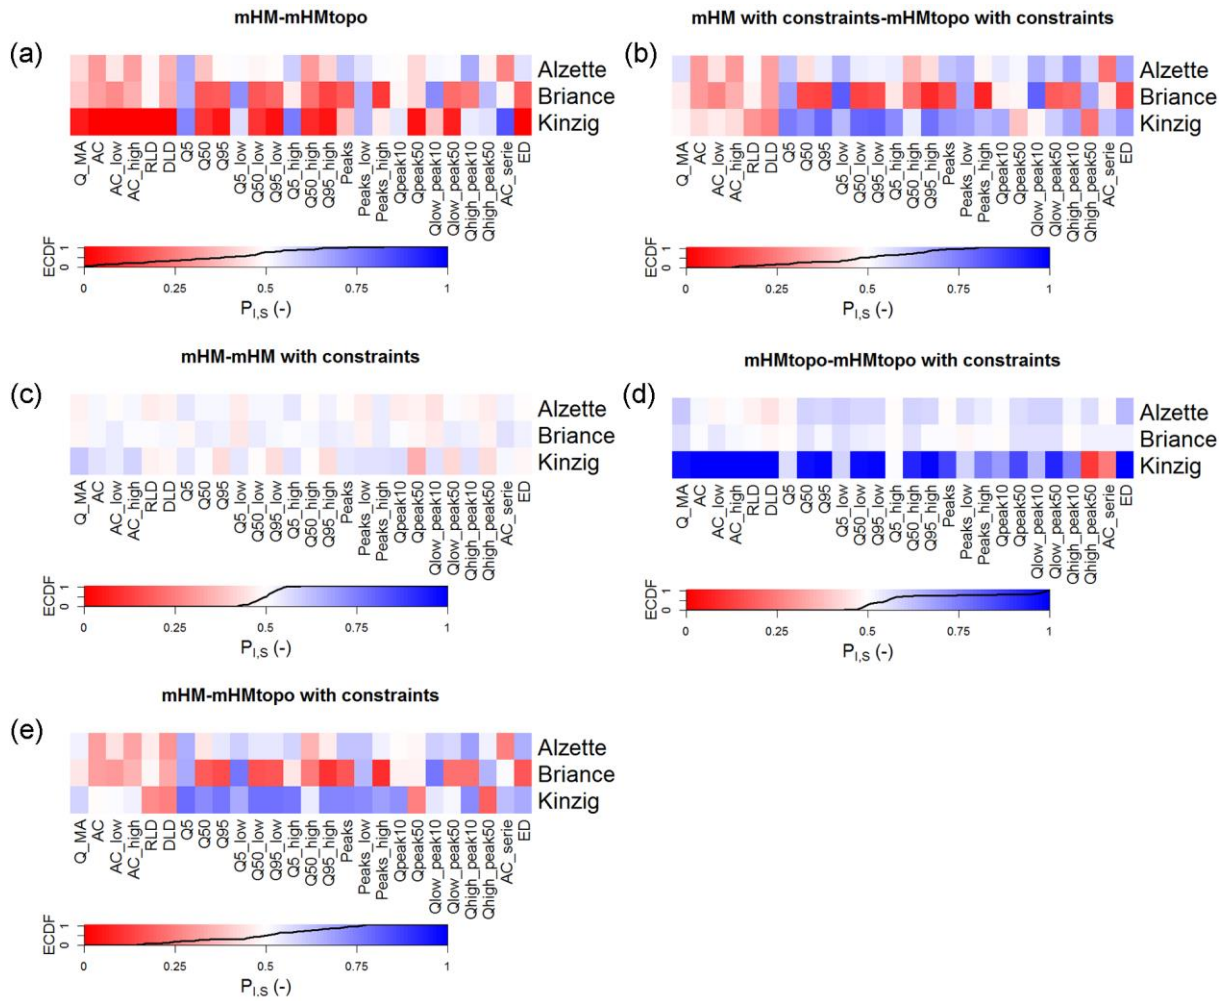 mHM-mHMtopo
(a)
Alzette
Briance
Kinzig
Q_MA
AC
AC_low
AC_high
RLD
DLD
Q5
Q50
Q95
Q5_low
Q50_low
Q95_low
Q5_high
Q50_high
Q95_high
Peaks
Peaks_low
Peaks_high
Qpeak10
Qpeak50
Qlow_peak10
Qlow_peak50
Qhigh_peak10
Qhigh_peak50
AC_serie
ED
ECDF
0 1
0 0.25 0.5 0.75 1
PI,S (-)
mHM with constraints-mHMtopo with constraints
(b)
Alzette
Briance
Kinzig
Q_MA
AC
AC_low
AC_high
RLD
DLD
Q5
Q50
Q95
Q5_low
Q50_low
Q95_low
Q5_high
Q50_high
Q95_high
Peaks
Peaks_low
Peaks_high
Qpeak10
Qpeak50
Qlow_peak10
Qlow_peak50
Qhigh_peak10
Qhigh_peak50
AC_serie
ED
ECDF
0 1
0 0.25 0.5 0.75 1
PI,S (-)
mHM-mHM with constraints
(c)
Alzette
Briance
Kinzig
Q_MA
AC
AC_low
AC_high
RLD
DLD
Q5
Q50
Q95
Q5_low
Q50_low
Q95_low
Q5_high
Q50_high
Q95_high
Peaks
Peaks_low
Peaks_high
Qpeak10
Qpeak50
Qlow_peak10
Qlow_peak50
Qhigh_peak10
Qhigh_peak50
AC_serie
ED
ECDF
0 1
0 0.25 0.5 0.75 1
PI,S (-)
mHMtopo-mHMtopo with constraints
(d)
Alzette
Briance
Kinzig
Q_MA
AC
AC_low
AC_high
RLD
DLD
Q5
Q50
Q95
Q5_low
Q50_low
Q95_low
Q5_high
Q50_high
Q95_high
Peaks
Peaks_low
Peaks_high
Qpeak10
Qpeak50
Qlow_peak10
Qlow_peak50
Qhigh_peak10
Qhigh_peak50
AC_serie
ED
ECDF
0 1
0 0.25 0.5 0.75 1
PI,S (-)
mHM-mHMtopo with constraints
(e)
Alzette
Briance
Kinzig
Q_MA
AC
AC_low
AC_high
RLD
DLD
Q5
Q50
Q95
Q5_low
Q50_low
Q95_low
Q5_high
Q50_high
Q95_high
Peaks
Peaks_low
Peaks_high
Qpeak10
Qpeak50
Qlow_peak10
Qlow_peak50
Qhigh_peak10
Qhigh_peak50
AC_serie
ED
ECDF
0 1
0 0.25 0.5 0.75 1
PI,S (-)